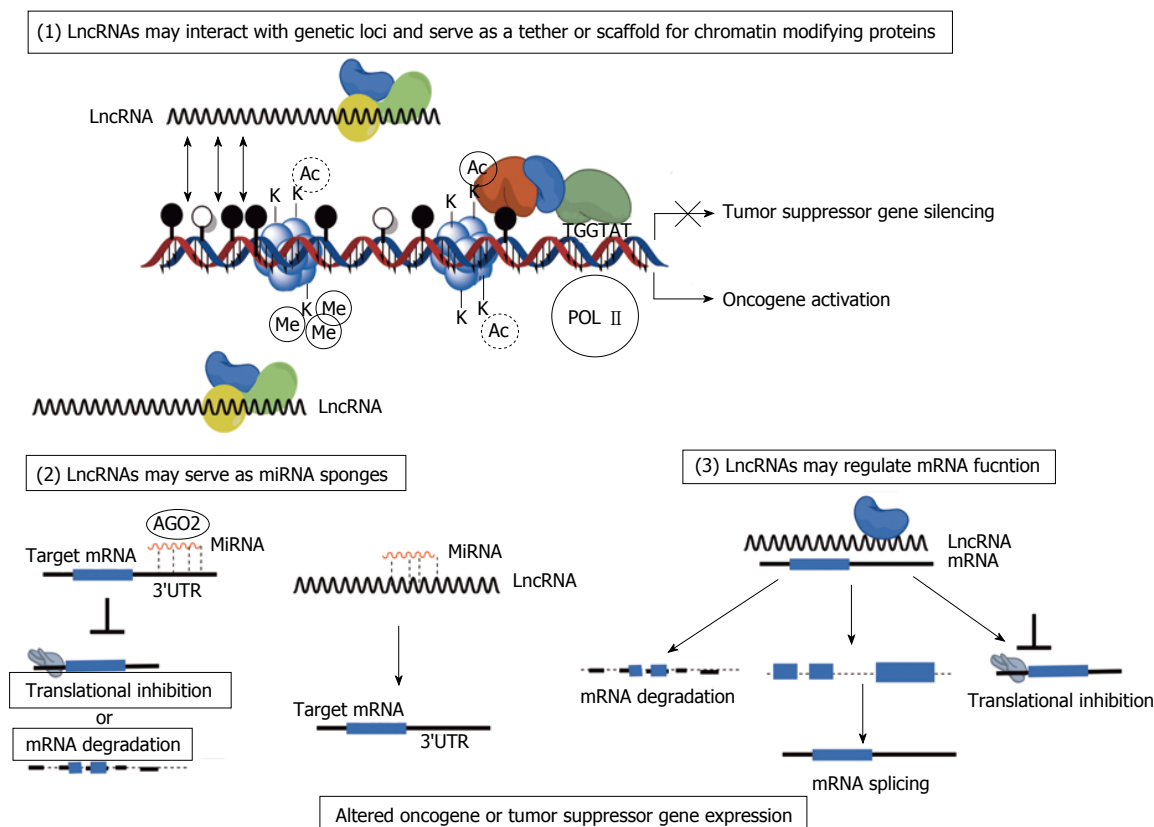 (1) LncRNAs may interact with genetic loci and serve as a tether or scaffold for chromatin modifying proteins
LncRNA
Ac
K
K
Ac
K
K
TGGTAT
Tumor suppressor gene silencing
K
Me
Me
Me
K
K
Ac
POL II
Oncogene activation
LncRNA
(2) LncRNAs may serve as miRNA sponges
AGO2
MiRNA
Target mRNA
3'UTR
Translational inhibition
or
mRNA degradation
MiRNA
LncRNA
Target mRNA
3'UTR
(3) LncRNAs may regulate mRNA fucntion
LncRNA
mRNA
mRNA degradation
Translational inhibition
mRNA splicing
Altered oncogene or tumor suppressor gene expression